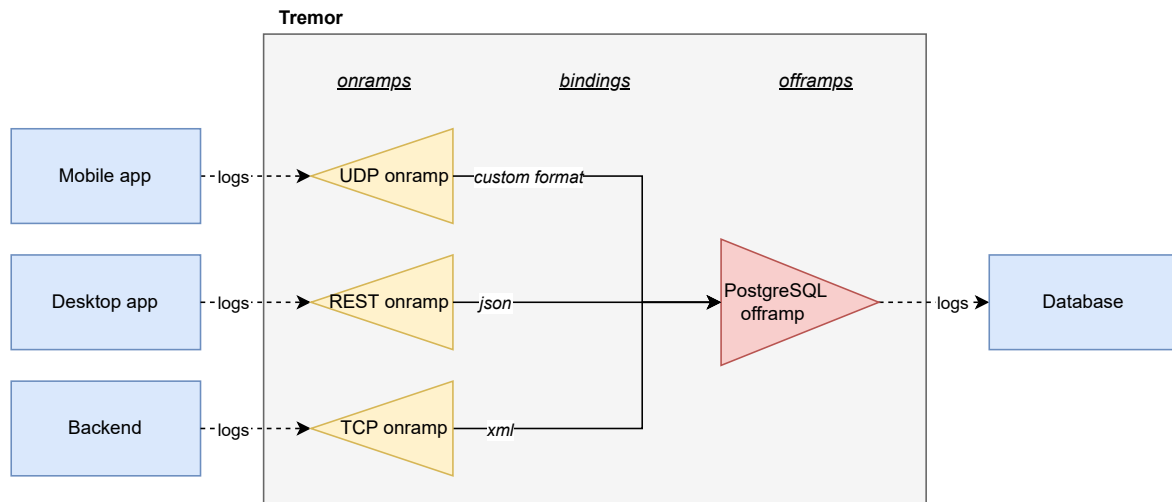 Tremor
onramps
bindings
offramps
Mobile app
logs
UDP onramp
custom format
Desktop app
logs
REST onramp
json
PostgreSQL
offramp
logs
Database
Backend
logs
TCP onramp
xml